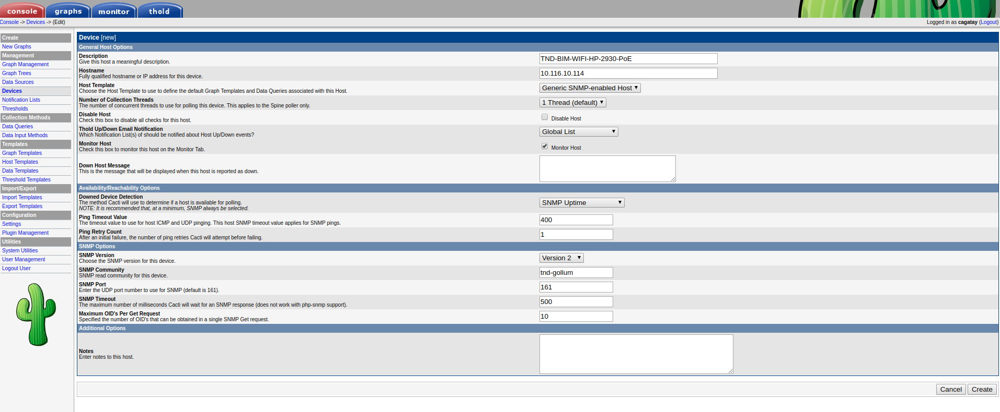 console graphs monitor thold
Console -> Devices -> (Edit)
Logged in as cagatay (Logout)
Create
New Graphs
Management
Graph Management
Graph Trees
Data Sources
Devices
Notification Lists
Thresholds
Collection Methods
Data Queries
Data Input Methods
Templates
Graph Templates
Host Templates
Data Templates
Threshold Templates
Import/Export
Import Templates
Export Templates
Configuration
Settings
Plugin Management
Utilities
System Utilities
User Management
Logout User
Device [new]
General Host Options
Description
Give this host a meaningful description.
TND-BIM-WIFI-HP-2930-PoE
Hostname
Fully qualified hostname or IP address for this device.
10.116.10.114
Host Template
Choose the Host Template to use to define the default Graph Templates and Data Queries associated with this Host.
Generic SNMP-enabled Host
Number of Collection Threads
The number of concurrent threads to use for polling this device. This applies to the Spine poller only.
1 Thread (default)
Disable Host
Check this box to disable all checks for this host.
Disable Host
Thold Up/Down Email Notification
Which Notification List(s) of should be notified about Host Up/Down events?
Global List
Monitor Host
Check this box to monitor this host on the Monitor Tab.
Monitor Host
Down Host Message
This is the message that will be displayed when this host is reported as down.
Availability/Reachability Options
Downed Device Detection
The method Cacti will use to determine if a host is available for polling.
NOTE: It is recommended that, at a minimum, SNMP always be selected.
SNMP Uptime
Ping Timeout Value
The timeout value to use for host ICMP and UDP pinging. This host SNMP timeout value applies for SNMP pings.
400
Ping Retry Count
After an initial failure, the number of ping retries Cacti will attempt before failing.
1
SNMP Options
SNMP Version
Choose the SNMP version for this device.
Version 2
SNMP Community
SNMP read community for this device.
tnd-gollum
SNMP Port
Enter the UDP port number to use for SNMP (default is 161).
161
SNMP Timeout
The maximum number of milliseconds Cacti will wait for an SNMP response (does not work with php-snmp support).
500
Maximum OID's Per Get Request
Specified the number of OID's that can be obtained in a single SNMP Get request.
10
Additional Options
Notes
Enter notes to this host.
Cancel Create